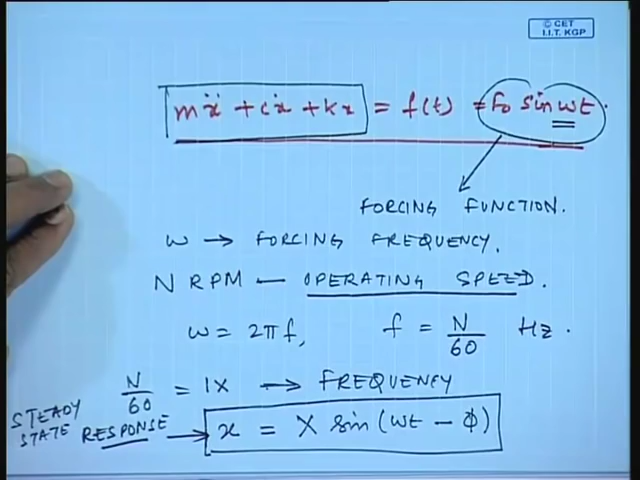 © CET
I.I.T. KGP
mẍ + cẋ + kx = f(t) = F₀ sin ωt.
FORCING FUNCTION.
ω → FORCING FREQUENCY.
N RPM — OPERATING SPEED.
ω = 2πf, f = N/60 Hz.
N/60 = 1X → FREQUENCY
STEADY STATE RESPONSE → x = X sin(ωt - φ)